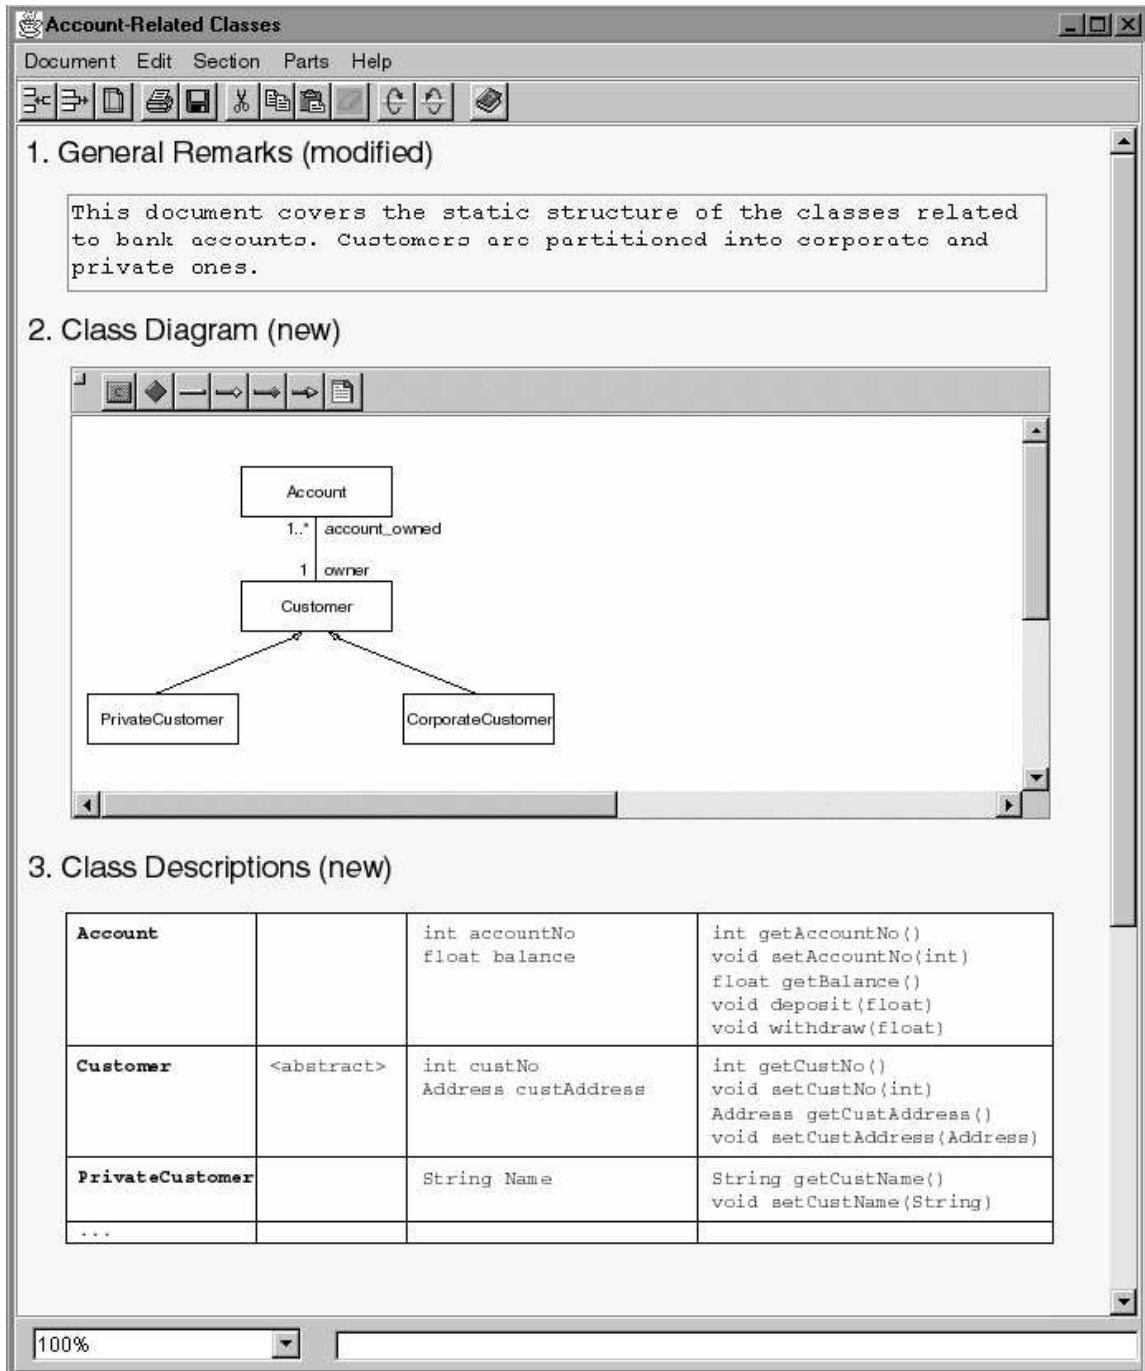 Account-Related Classes
Document Edit Section Parts Help
1. General Remarks (modified)
This document covers the static structure of the classes related
to bank accounts. Customers are partitioned into corporate and
private ones.
2. Class Diagram (new)
C
Account
1..* account_owned
1 owner
Customer
PrivateCustomer CorporateCustomer
3. Class Descriptions (new)
Account int accountNo int getAccountNo()
float balance void setAccountNo(int)
float getBalance()
void deposit(float)
void withdraw(float)
Customer <abstract> int custNo int getCustNo()
Address custAddress void setCustNo(int)
Address getCustAddress()
void setCustAddress(Address)
PrivateCustomer String Name String getCustName()
void setCustName(String)
...
100%